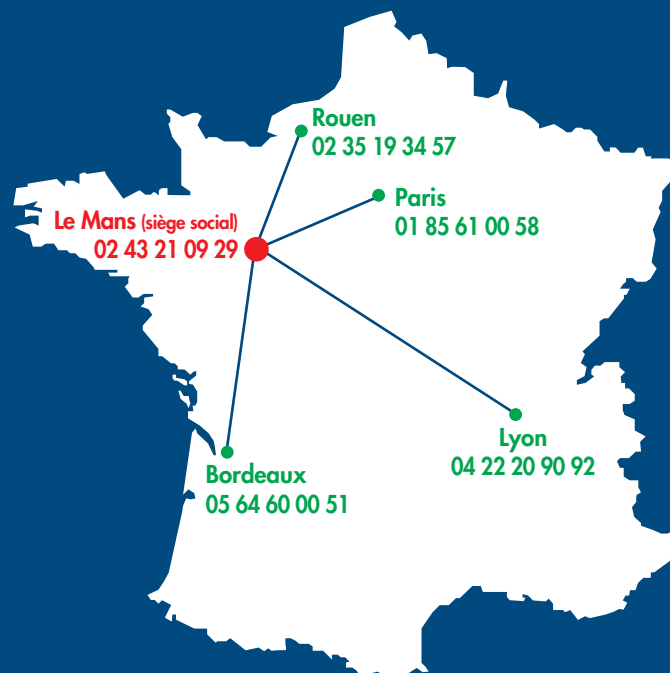 Rouen
02 35 19 34 57
Paris
01 85 61 00 58
Le Mans (siège social)
02 43 21 09 29
Lyon
04 22 20 90 92
Bordeaux
05 64 60 00 51